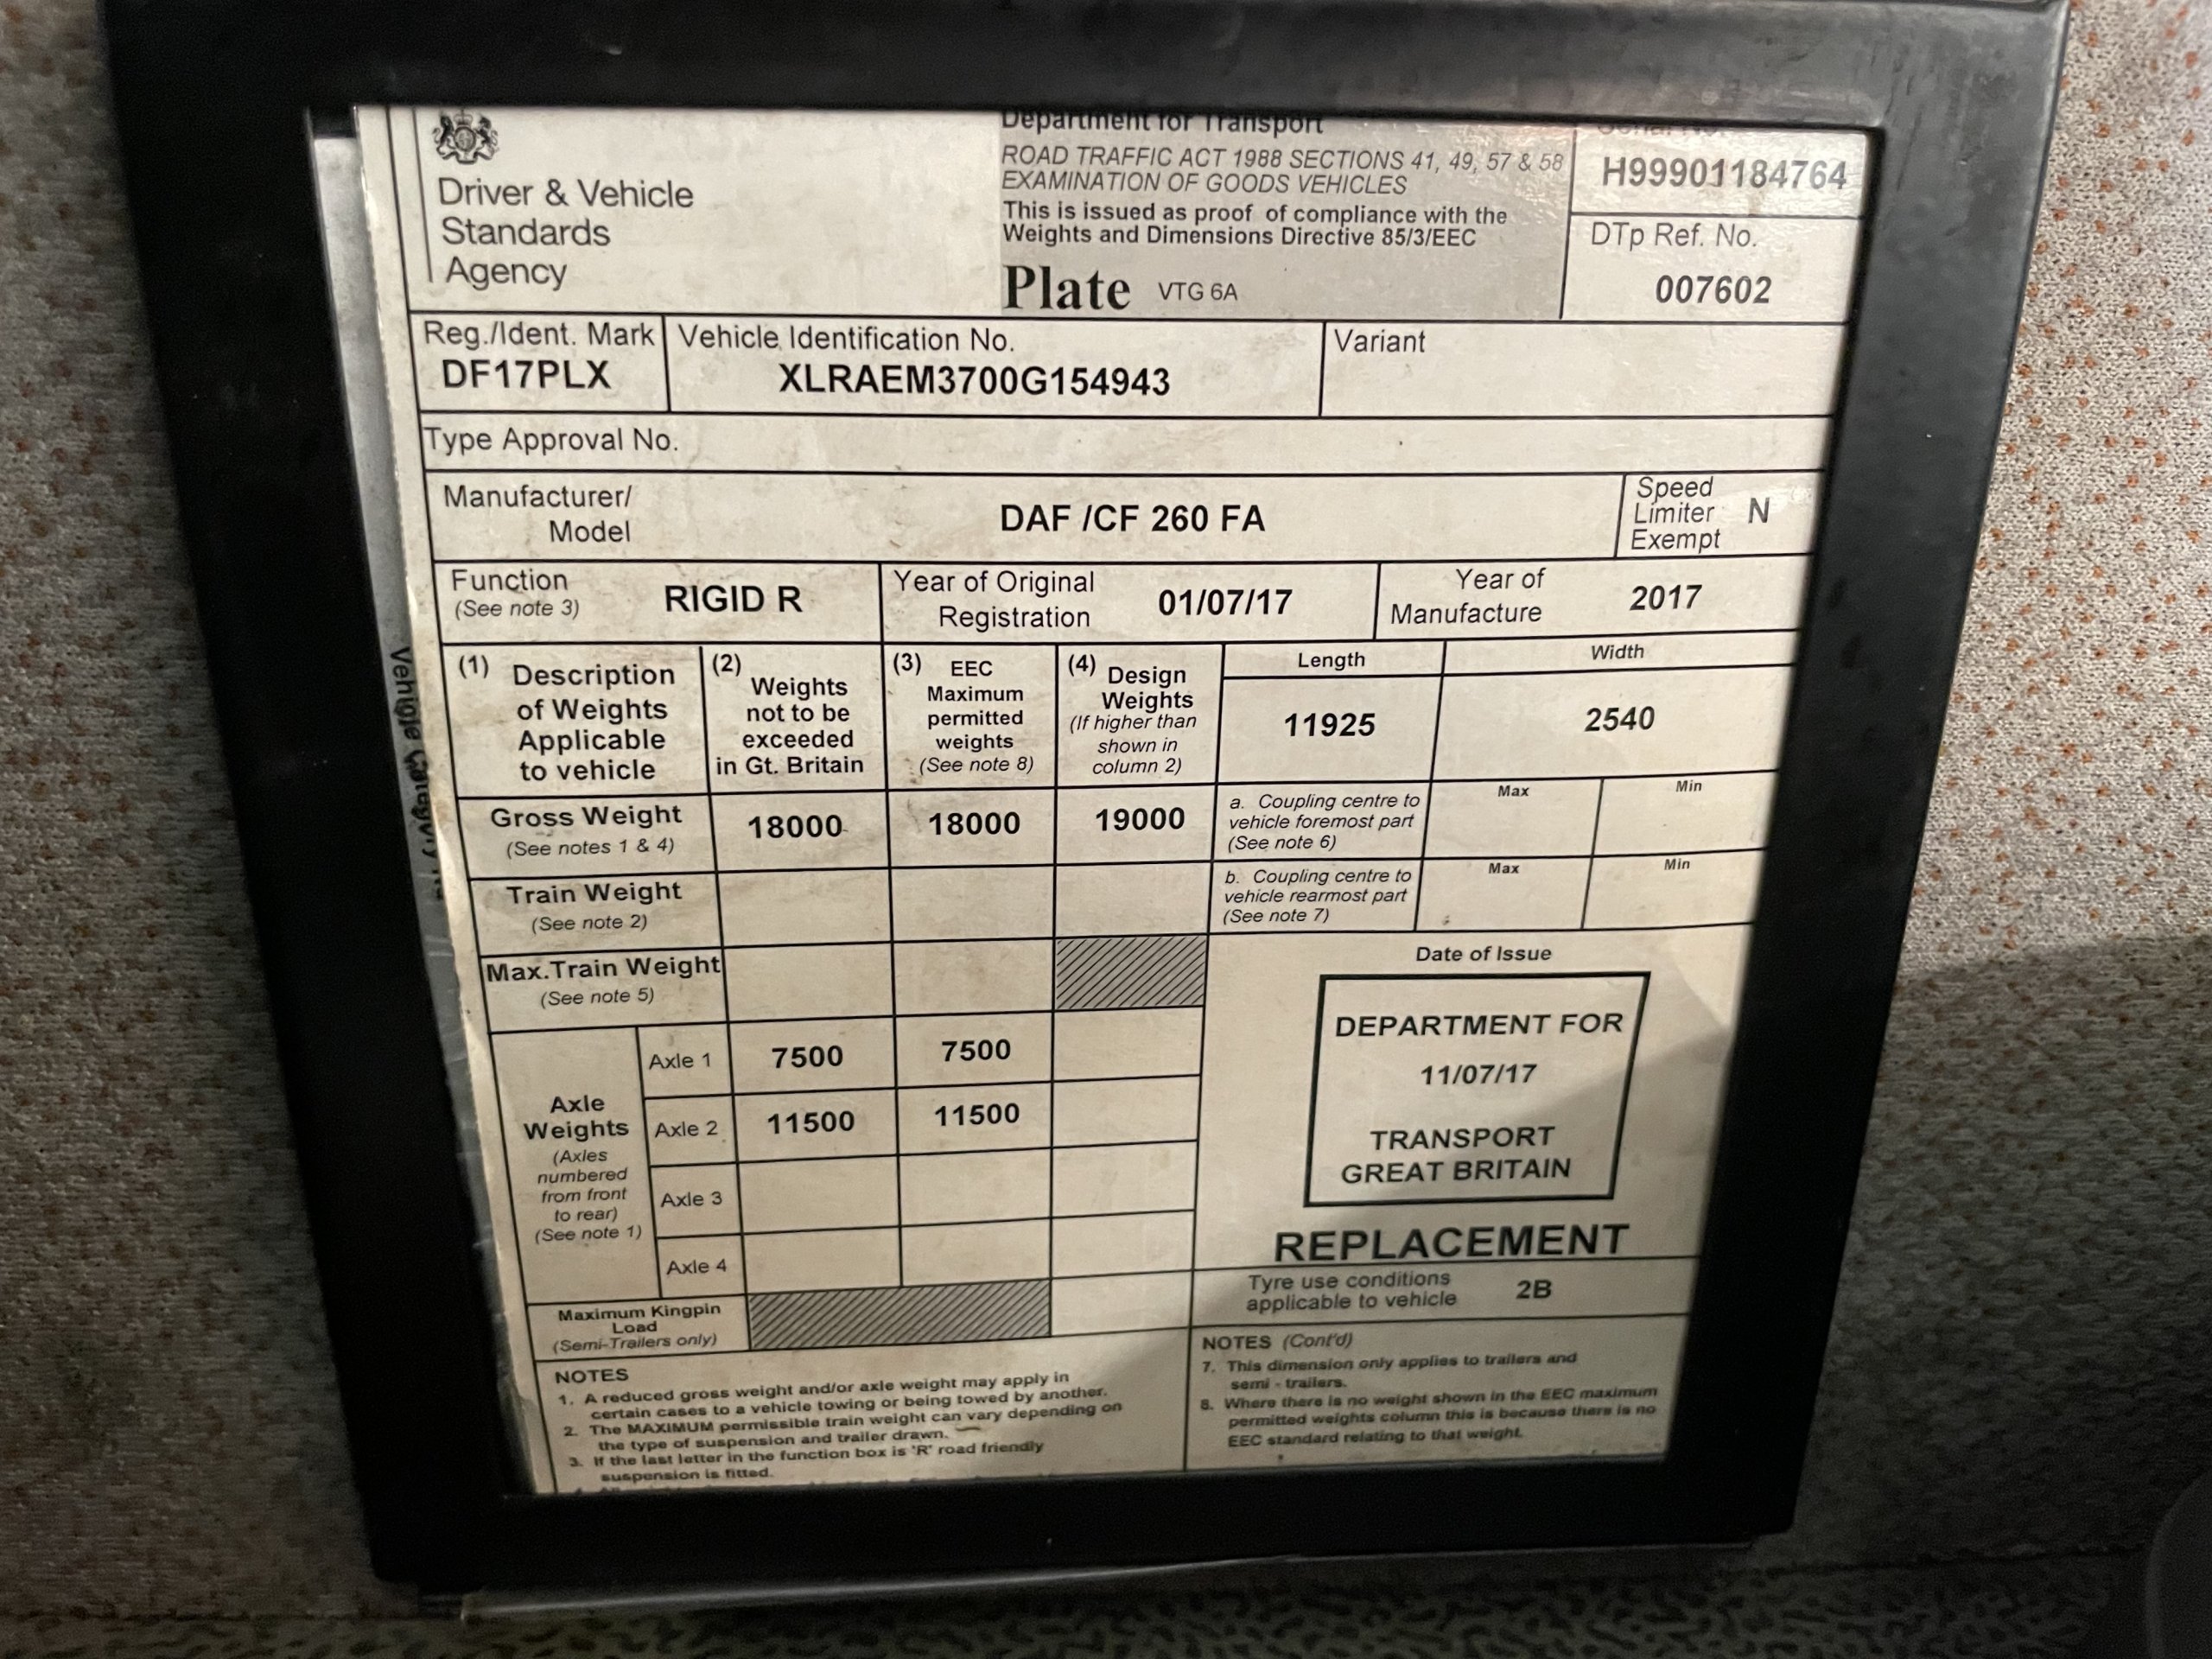 Driver & Vehicle
Standards
Agency
Department for Transport
ROAD TRAFFIC ACT 1988 SECTIONS 41, 49, 57 & 58
EXAMINATION OF GOODS VEHICLES
This is issued as proof of compliance with the
Weights and Dimensions Directive 85/3/EEC
Plate VTG 6A
H99901184764
DTp Ref. No.
007602
Reg./Ident. Mark
DF17PLX
Vehicle Identification No.
XLRAEM3700G154943
Variant
Type Approval No.
Manufacturer/
Model
DAF /CF 260 FA
Speed
Limiter
Exempt
N
Function
(See note 3)
RIGID R
Year of Original
Registration
01/07/17
Year of
Manufacture
2017
(1) Description
of Weights
Applicable
to vehicle
(2)
Weights
not to be
exceeded
in Gt. Britain
(3) EEC
Maximum
permitted
weights
(See note 8)
(4) Design
Weights
(If higher than
shown in
column 2)
Length
11925
Width
2540
Gross Weight
(See notes 1 & 4)
18000
18000
19000
a. Coupling centre to
vehicle foremost part
(See note 6)
Max
Min
Train Weight
(See note 2)
b. Coupling centre to
vehicle rearmost part
(See note 7)
Max
Min
Max.Train Weight
(See note 5)
Date of Issue
DEPARTMENT FOR
11/07/17
TRANSPORT
GREAT BRITAIN
REPLACEMENT
Axle
Weights
(Axles
numbered
from front
to rear)
(See note 1)
Axle 1
7500
7500
Axle 2
11500
11500
Axle 3
Axle 4
Maximum Kingpin
Load
(Semi-Trailers only)
Tyre use conditions
applicable to vehicle
2B
NOTES
1. A reduced gross weight and/or axle weight may apply in
certain cases to a vehicle towing or being towed by another.
2. The MAXIMUM permissible train weight can vary depending on
the type of suspension and trailer drawn.
3. If the last letter in the function box is 'R' road friendly
suspension is fitted.
NOTES (Cont'd)
7. This dimension only applies to trailers and
semi - trailers.
8. Where there is no weight shown in the EEC maximum
permitted weights column this is because there is no
EEC standard relating to that weight.
Vehicle Category